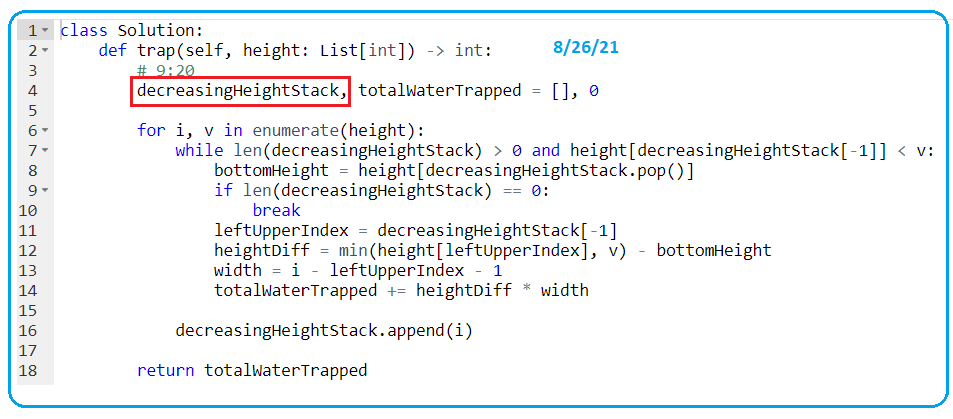 1 class Solution:
2 def trap(self, height: List[int]) -> int: 8/26/21
3 # 9:20
4 decreasingHeightStack, totalWaterTrapped = [], 0
5
6 for i, v in enumerate(height):
7 while len(decreasingHeightStack) > 0 and height[decreasingHeightStack[-1]] < v:
8 bottomHeight = height[decreasingHeightStack.pop()]
9 if len(decreasingHeightStack) == 0:
10 break
11 leftUpperIndex = decreasingHeightStack[-1]
12 heightDiff = min(height[leftUpperIndex], v) - bottomHeight
13 width = i - leftUpperIndex - 1
14 totalWaterTrapped += heightDiff * width
15
16 decreasingHeightStack.append(i)
17
18 return totalWaterTrapped